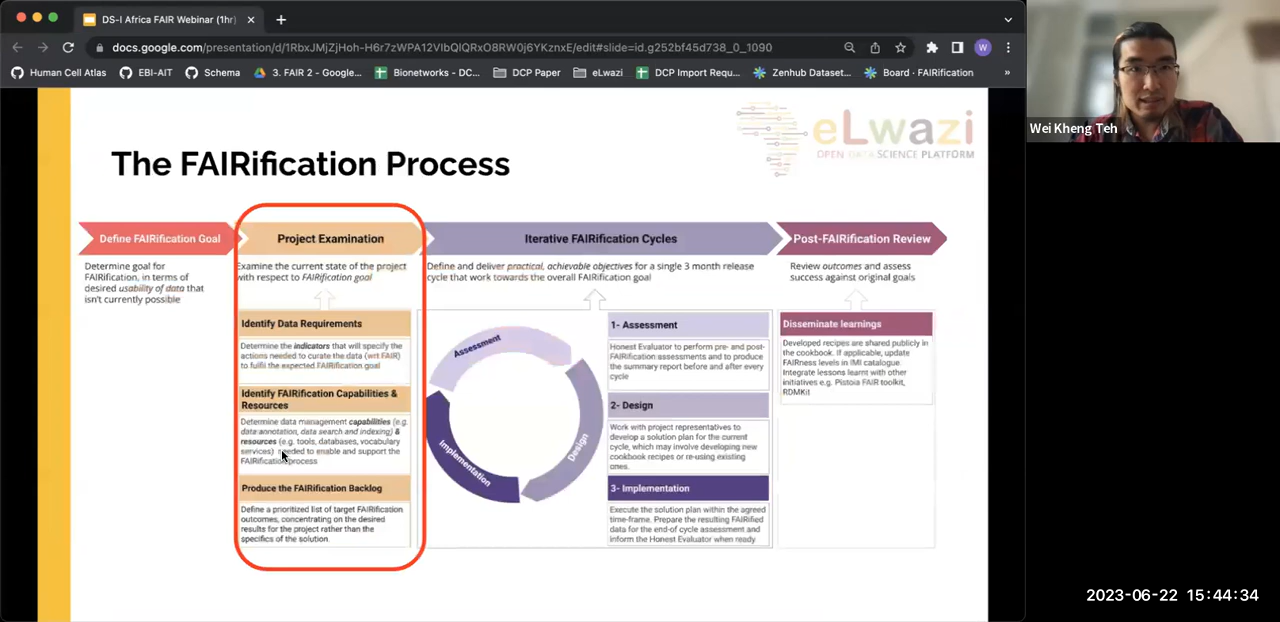 DS-I Africa FAIR Webinar (1hr)
docs.google.com/presentation/d/1RbxJMjZjHoh-H6r7zWPA12VIbQIQRxO8RW0j6YKznxE/edit#slide=id.g252bf45d738_0_1090
W
Human Cell Atlas
EBI-AIT
Schema
3. FAIR 2 - Google...
Bionetworks - DC...
DCP Paper
eLwazi
DCP Import Requ...
Zenhub Dataset...
Board · FAIRification
»
eLwazi
OPEN DATA SCIENCE PLATFORM
The FAIRification Process
Define FAIRification Goal
Determine goal for
FAIRification, in terms of
desired usability of data that
isn't currently possible
Project Examination
Examine the current state of the project
with respect to FAIRification goal
Identify Data Requirements
Determine the indicators that will specify the
actions needed to curate the data (wrt FAIR)
to fulfil the expected FAIRification goal
Identify FAIRification Capabilities &
Resources
Determine data management capabilities (e.g.
data annotation, data search and indexing) &
resources (e.g. tools, databases, vocabulary
services) needed to enable and support the
FAIRification process
Produce the FAIRification Backlog
Define a prioritized list of target FAIRification
outcomes, concentrating on the desired
results for the project rather than the
specifics of the solution.
Iterative FAIRification Cycles
Define and deliver practical, achievable objectives for a single 3 month release
cycle that work towards the overall FAIRification goal
Assessment
Design
Implementation
1- Assessment
Honest Evaluator to perform pre- and post-
FAIRification assessments and to produce
the summary report before and after every
cycle
2- Design
Work with project representatives to
develop a solution plan for the current
cycle, which may involve developing new
cookbook recipes or re-using existing
ones.
3- Implementation
Execute the solution plan within the agreed
time-frame. Prepare the resulting FAIRified
data for the end-of cycle assessment and
inform the Honest Evaluator when ready
Post-FAIRification Review
Review outcomes and assess
success against original goals
Disseminate learnings
Developed recipes are shared publicly in
the cookbook. If applicable, update
FAIRness levels in IMI catalogue.
Integrate lessons learnt with other
initiatives e.g. Pistoia FAIR toolkit,
RDMKit
Wei Kheng Teh
2023-06-22 15:44:34